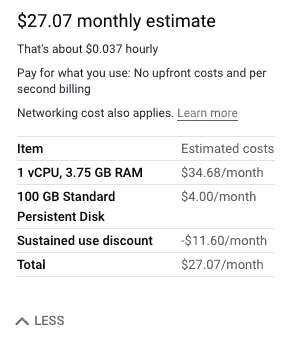 $27.07 monthly estimate
That's about $0.037 hourly
Pay for what you use: No upfront costs and per
second billing
Networking cost also applies. Learn more
Item Estimated costs
1 vCPU, 3.75 GB RAM $34.68/month
100 GB Standard $4.00/month
Persistent Disk
Sustained use discount -$11.60/month
Total $27.07/month
LESS